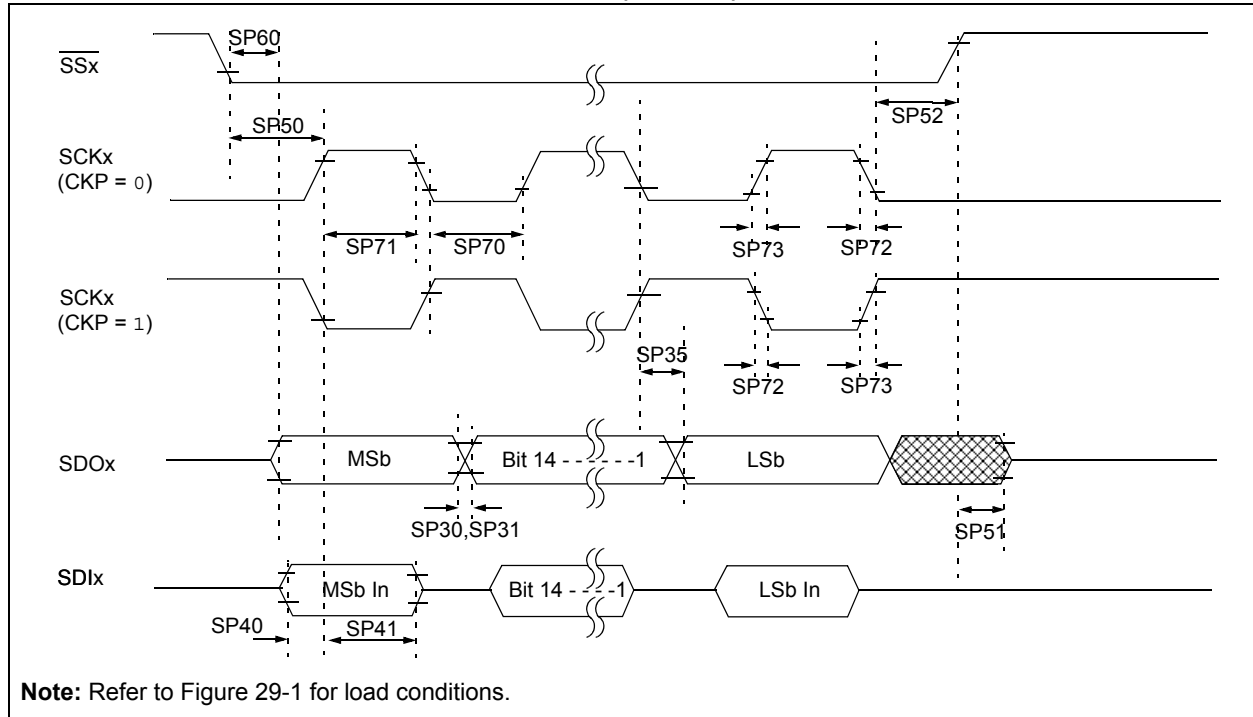 SP60
SSx
SP50
SP52
SCKx
(CKP = 0)
SP71
SP70
SP73
SP72
SCKx
(CKP = 1)
SP35
SP72
SP73
SDOx
MSb
Bit 14 - - - - - -1
LSb
SP30,SP31
SP51
SDIx
MSb In
Bit 14 - - - -1
LSb In
SP40
SP41
Note: Refer to Figure 29-1 for load conditions.